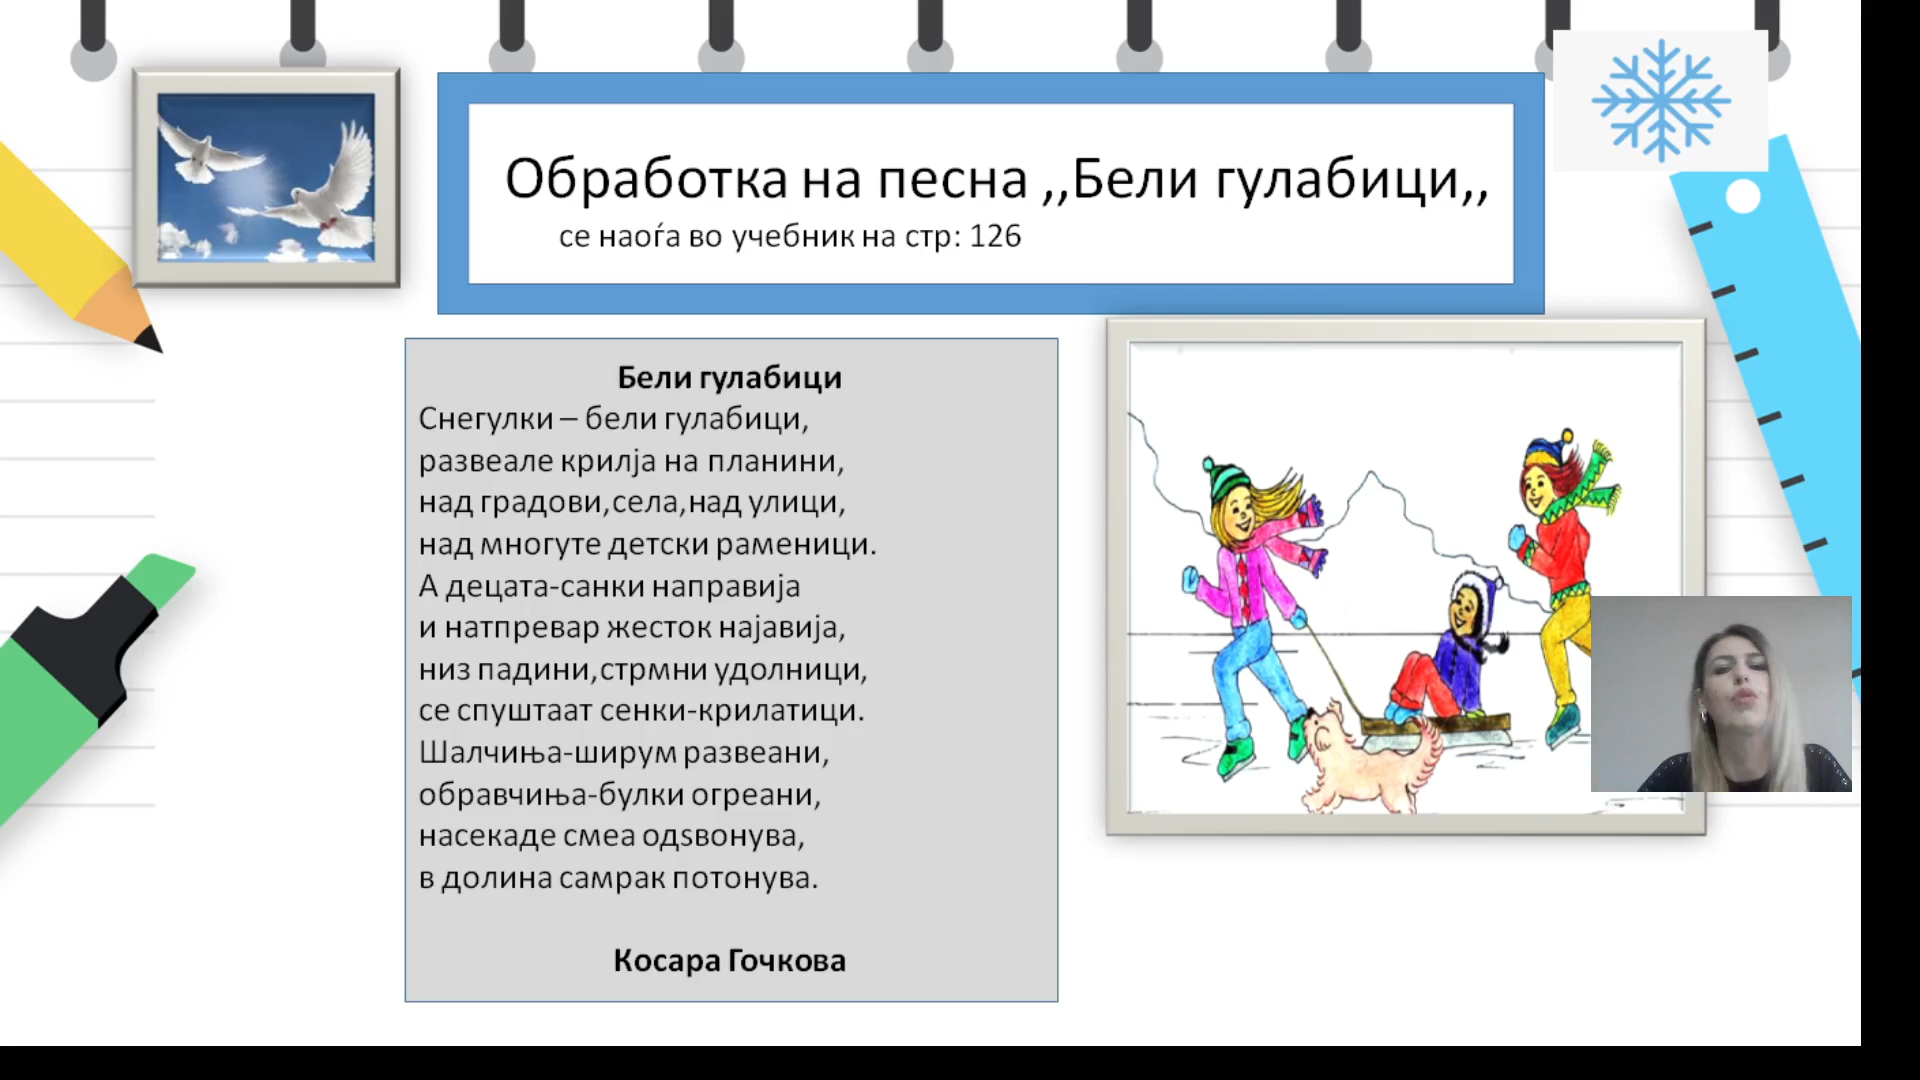 Обработка на песна ,,Бели гулабици,,
се наоѓа во учебник на стр: 126
Бели гулабици
Снегулки – бели гулабици,
развеале крилја на планини,
над градови,села,над улици,
над многуте детски раменици.
А децата-санки направија
и натпревар жесток најавија,
низ падини,стрмни удолници,
се спуштаат сенки-крилатици.
Шалчиња-ширум развеани,
обравчиња-булки огреани,
насекаде смеа одѕвонува,
в долина самрак потонува.
Косара Гочкова